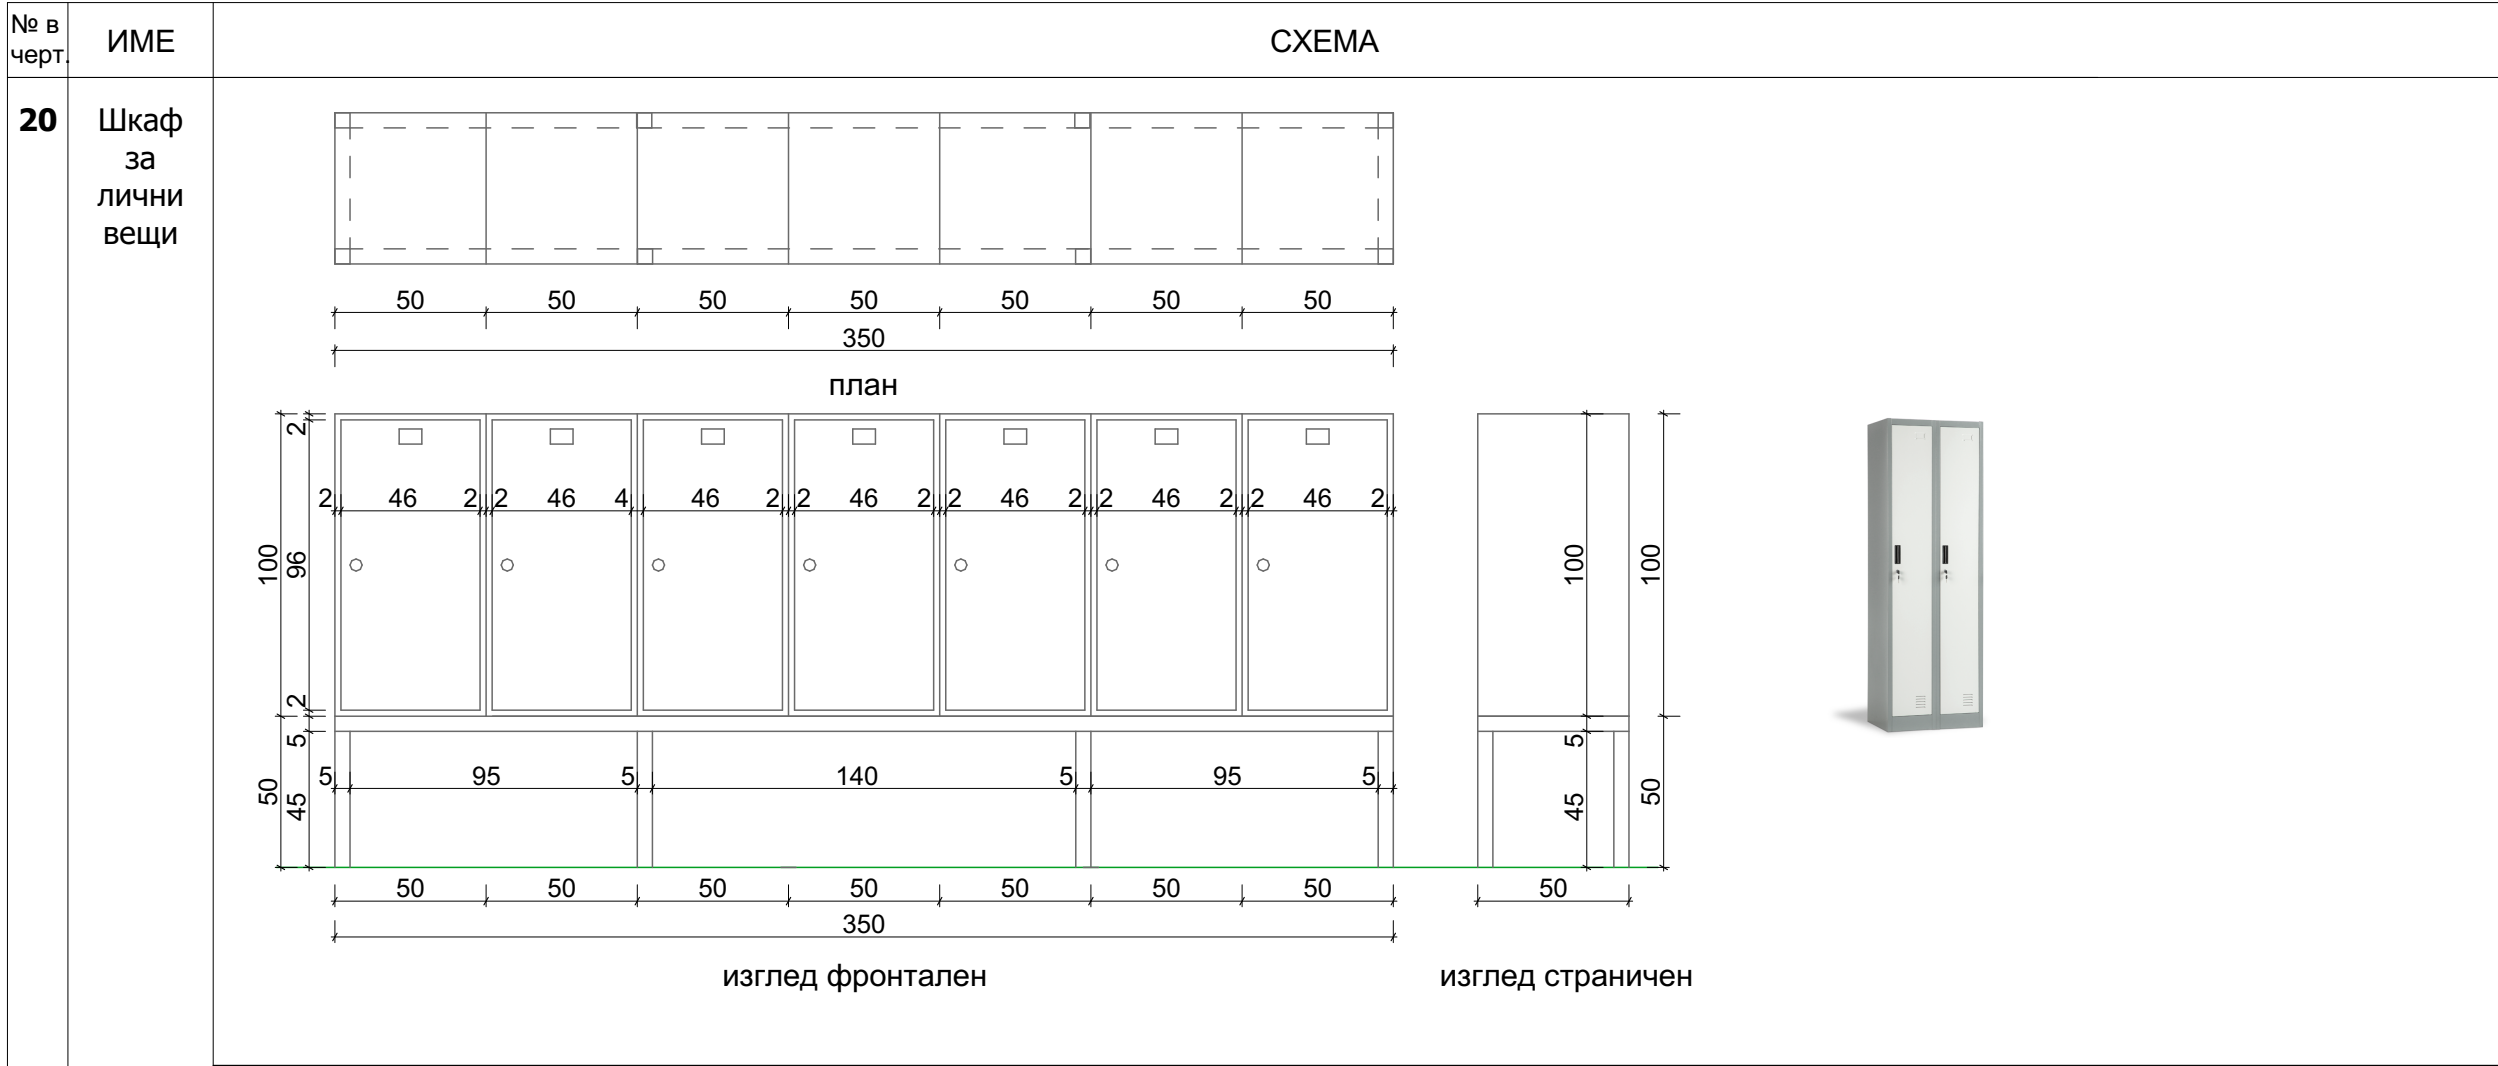 № в
черт.
ИМЕ
СХЕМА
20
Шкаф
за
лични
вещи
50 50 50 50 50 50 50
350
план
2 46 2 2 46 4 46 2 2 46 2 2 46 2 2 46 2 2 46 2
100
2
96
2
50
5
45
5 95 5 140 5 95 5
50 50 50 50 50 50 50
350
изглед фронтален
100
5
45
100
50
50
изглед страничен